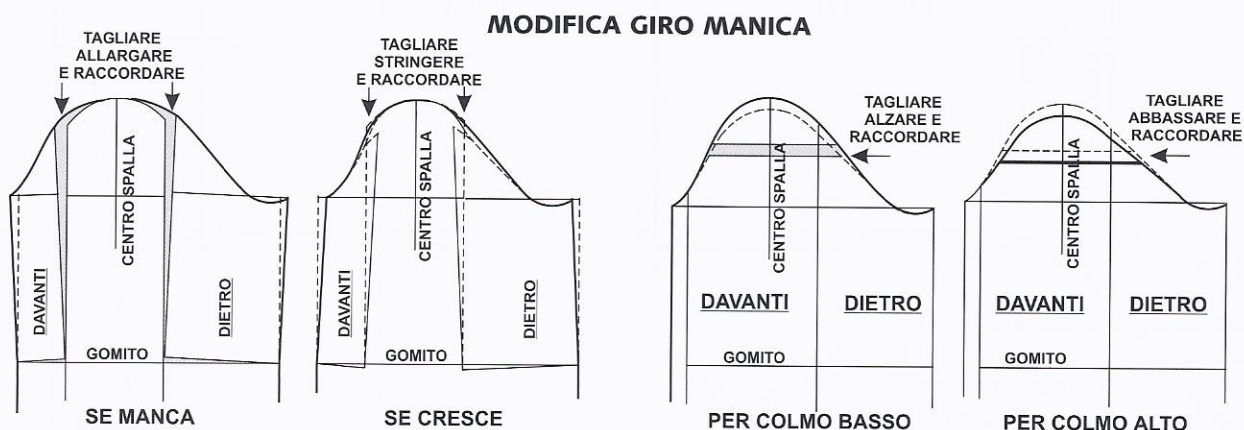 MODIFICA GIRO MANICA
TAGLIARE
ALLARGARE
E RACCORDARE
CENTRO SPALLA
DAVANTI
DIETRO
GOMITO
SE MANCA
TAGLIARE
STRINGERE
E RACCORDARE
CENTRO SPALLA
DAVANTI
DIETRO
GOMITO
SE CRESCE
TAGLIARE
ALZARE E
RACCORDARE
CENTRO SPALLA
DAVANTI
DIETRO
GOMITO
PER COLMO BASSO
TAGLIARE
ABBASSARE E
RACCORDARE
CENTRO SPALLA
DAVANTI
DIETRO
GOMITO
PER COLMO ALTO